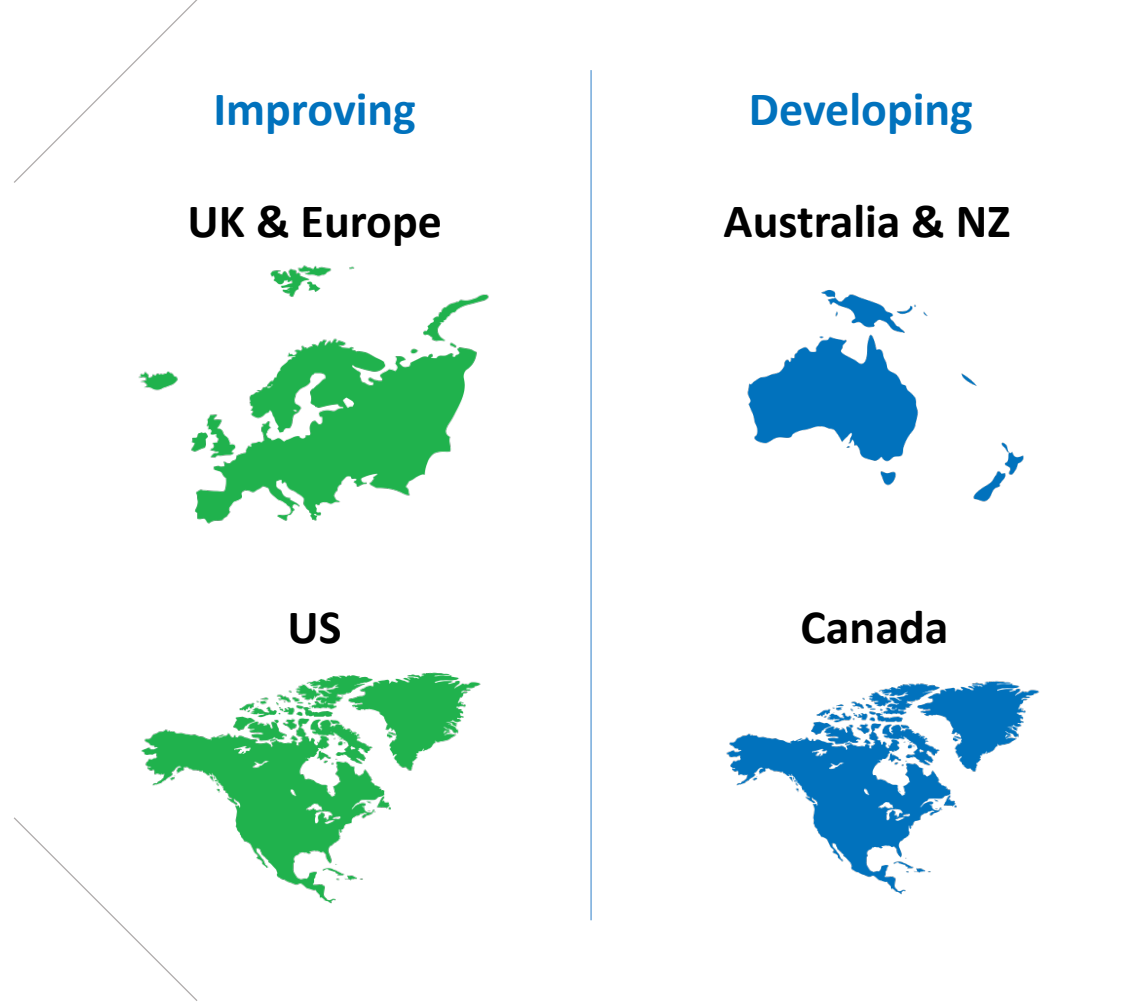 Improving
UK & Europe
US
Developing
Australia & NZ
Canada